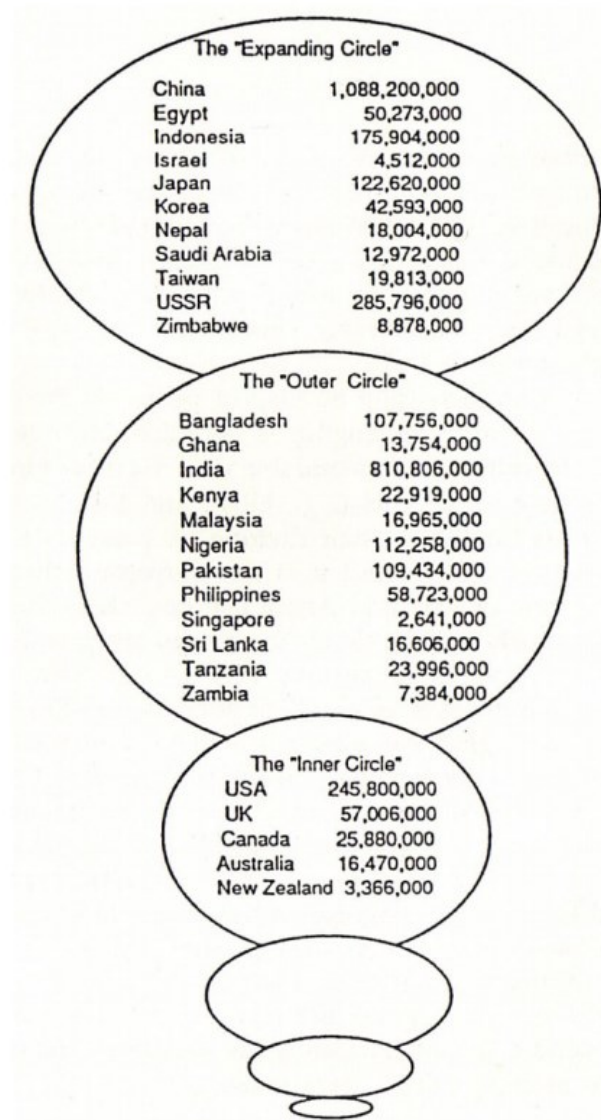 The "Expanding Circle"
China 1,088,200,000
Egypt 50,273,000
Indonesia 175,904,000
Israel 4,512,000
Japan 122,620,000
Korea 42,593,000
Nepal 18,004,000
Saudi Arabia 12,972,000
Taiwan 19,813,000
USSR 285,796,000
Zimbabwe 8,878,000
The "Outer Circle"
Bangladesh 107,756,000
Ghana 13,754,000
India 810,806,000
Kenya 22,919,000
Malaysia 16,965,000
Nigeria 112,258,000
Pakistan 109,434,000
Philippines 58,723,000
Singapore 2,641,000
Sri Lanka 16,606,000
Tanzania 23,996,000
Zambia 7,384,000
The "Inner Circle"
USA 245,800,000
UK 57,006,000
Canada 25,880,000
Australia 16,470,000
New Zealand 3,366,000